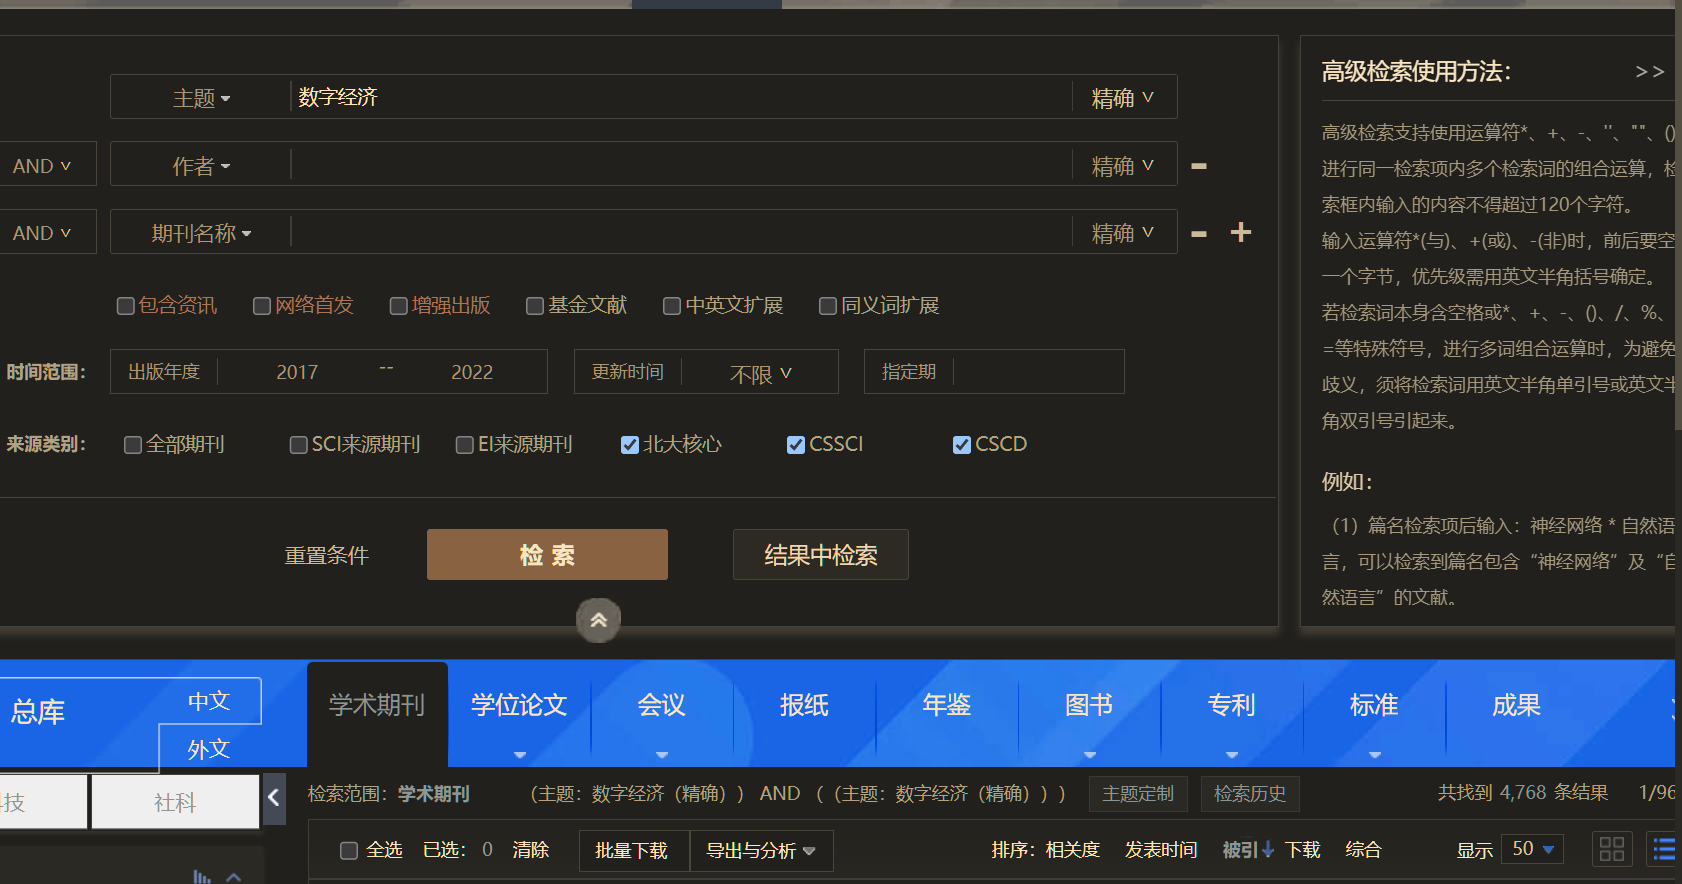 主题 数字经济 精确
AND 作者 精确
AND 期刊名称 精确
包含资讯 网络首发 增强出版 基金文献 中英文扩展 同义词扩展
时间范围： 出版年度 2017 -- 2022 更新时间 不限 指定期
来源类别： 全部期刊 SCI来源期刊 EI来源期刊 北大核心 CSSCI CSCD
重置条件 检 索 结果中检索
高级检索使用方法： >>
高级检索支持使用运算符*、+、-、''、""、()
进行同一检索项内多个检索词的组合运算，检
索框内输入的内容不得超过120个字符。
输入运算符*(与)、+(或)、-(非)时，前后要空
一个字节，优先级需用英文半角括号确定。
若检索词本身含空格或*、+、-、()、/、%、
=等特殊符号，进行多词组合运算时，为避免
歧义，须将检索词用英文半角单引号或英文半
角双引号引起来。
例如：
（1）篇名检索项后输入：神经网络 * 自然语
言，可以检索到篇名包含“神经网络”及“自
然语言”的文献。
总库 中文 外文
学术期刊 学位论文 会议 报纸 年鉴 图书 专利 标准 成果
技 社科
检索范围：学术期刊 （主题：数字经济（精确）） AND （（主题：数字经济（精确））） 主题定制 检索历史 共找到 4,768 条结果 1/96
全选 已选： 0 清除 批量下载 导出与分析 排序： 相关度 发表时间 被引 下载 综合 显示 50